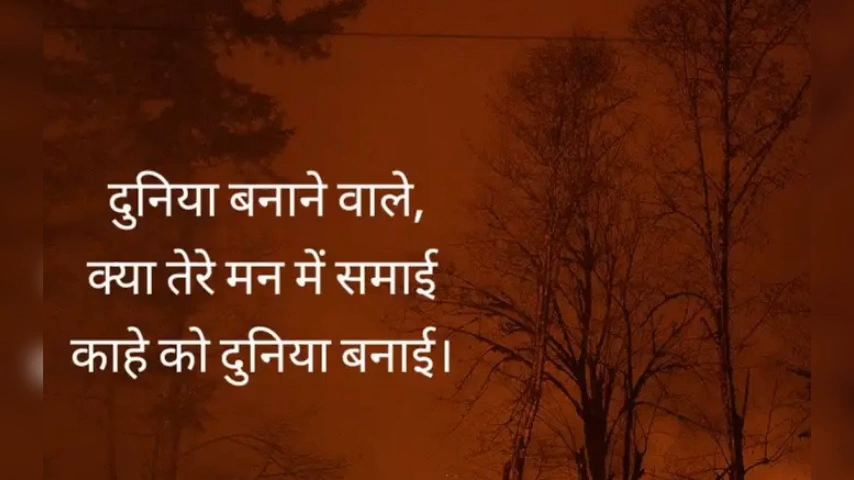 दुनिया बनाने वाले,
क्या तेरे मन में समाई
काहे को दुनिया बनाई।